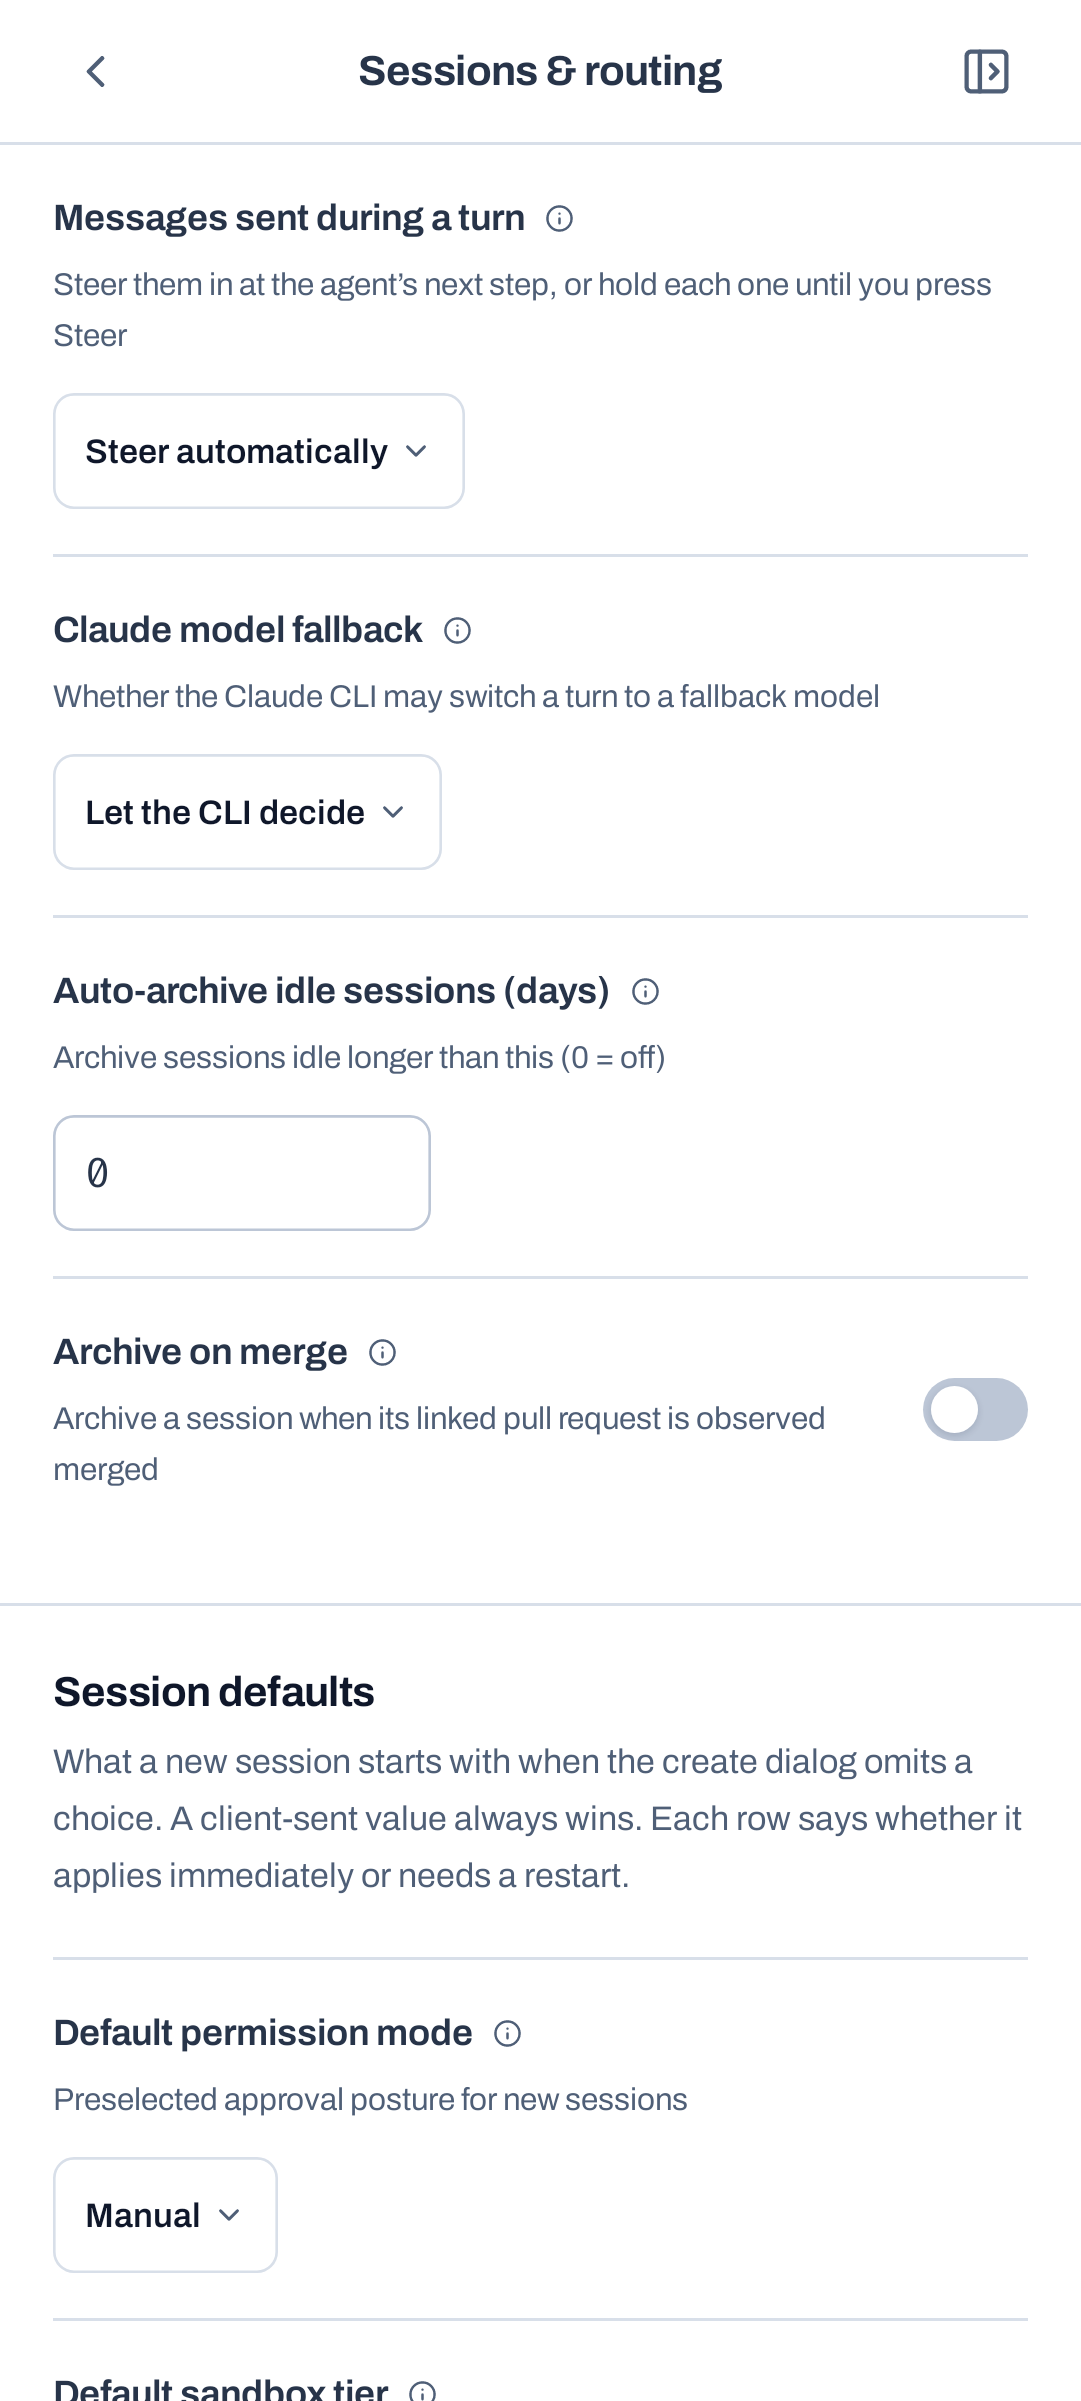 Sessions & routing
Messages sent during a turn
Steer them in at the agent’s next step, or hold each one until you press
Steer
Steer automatically
Claude model fallback
Whether the Claude CLI may switch a turn to a fallback model
Let the CLI decide
Auto-archive idle sessions (days)
Archive sessions idle longer than this (0 = off)
0
Archive on merge
Archive a session when its linked pull request is observed
merged
Session defaults
What a new session starts with when the create dialog omits a
choice. A client-sent value always wins. Each row says whether it
applies immediately or needs a restart.
Default permission mode
Preselected approval posture for new sessions
Manual
Default sandbox tier